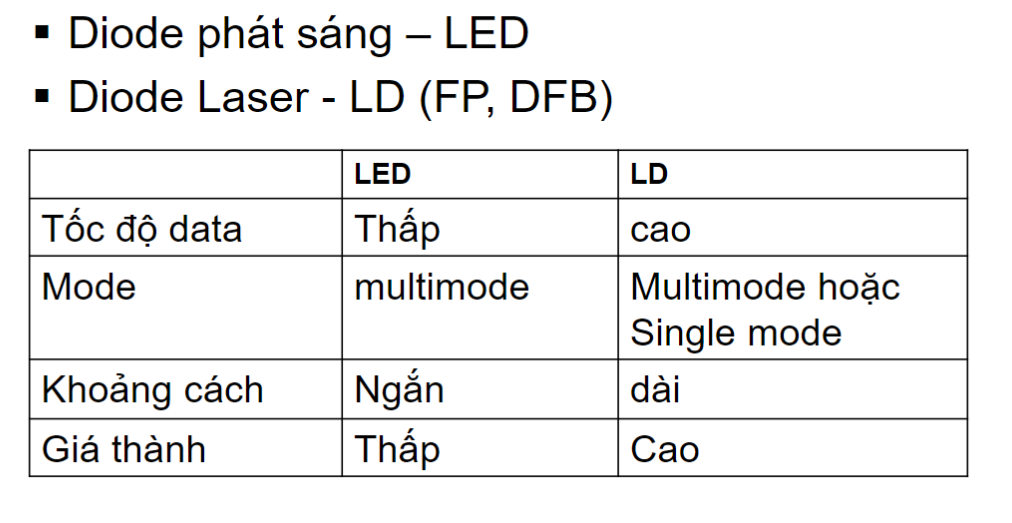 ▪ Diode phát sáng – LED
▪ Diode Laser - LD (FP, DFB)
LED LD
Tốc độ data Thấp cao
Mode multimode Multimode hoặc
Single mode
Khoảng cách Ngắn dài
Giá thành Thấp Cao